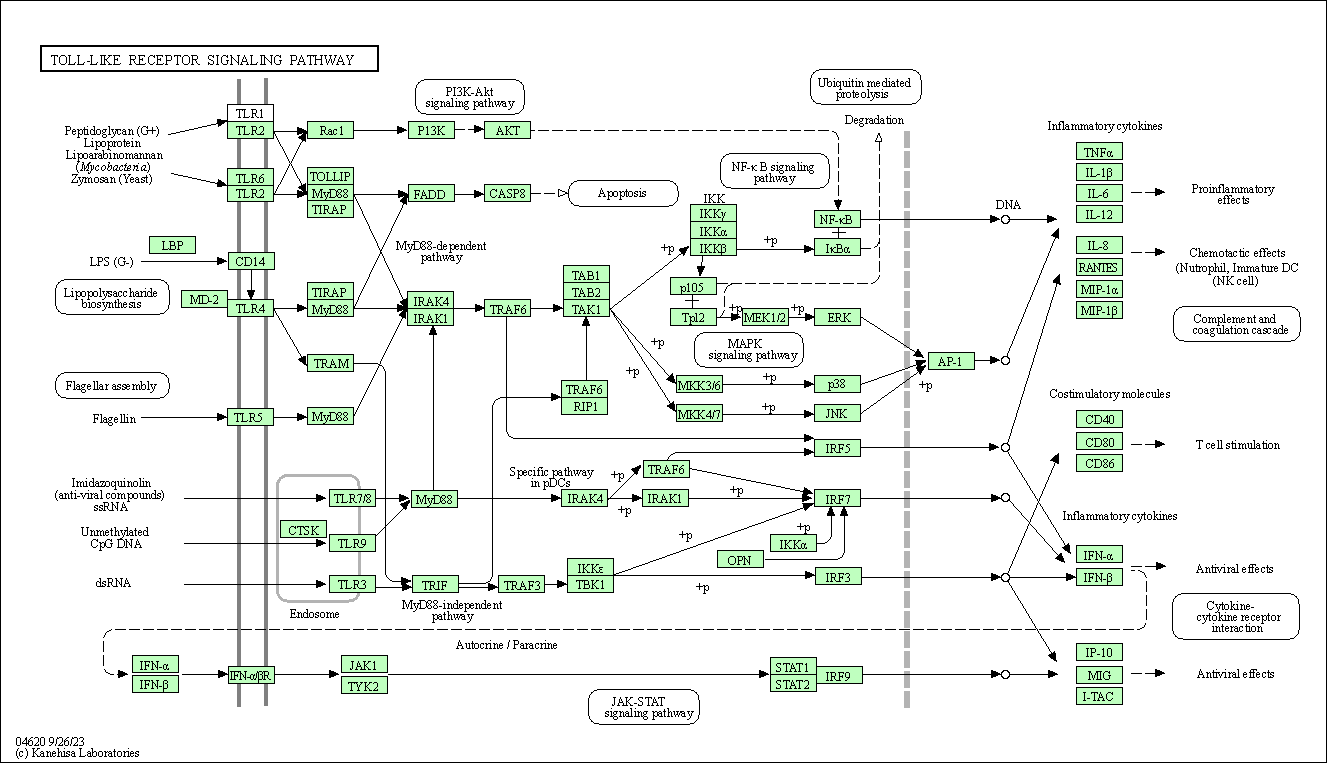 TOLL-LIKE RECEPTOR SIGNALING PATHWAY
PI3K-Akt
signaling pathway
Ubiquitin mediated
proteolysis
TLR1
TLR2
Peptidoglycan (G+)
Lipoprotein
Lipoarabinomannan
(Mycobacteria)
Zymosan (Yeast)
Rac1
P13K
AKT
Degradation
Inflammatory cytokines
TNFα
IL-1β
IL-6
IL-12
Proinflammatory
effects
TLR6
TLR2
TOLLIP
MyD88
TIRAP
FADD
CASP8
Apoptosis
NF-κB signaling
pathway
IKK
IKKγ
IKKα
IKKβ
+p
+p
NF-κB
IκBα
DNA
LBP
LPS (G-)
CD14
MyD88-dependent
pathway
IL-8
RANTES
MIP-1α
MIP-1β
Chemotactic effects
(Nutrophil, Immature DC
(NK cell)
Lipopolysaccharide
biosynthesis
MD-2
TLR4
TIRAP
MyD88
IRAK4
IRAK1
TRAF6
TAB1
TAB2
TAK1
p105
Tpl2
+p
MEK1/2
+p
ERK
Complement and
coagulation cascade
MAPK
signaling pathway
+p
+p
AP-1
+p
TRAM
Flagellar assembly
MKK3/6
+p
p38
MKK4/7
+p
JNK
TRAF6
RIP1
Flagellin
TLR5
MyD88
Costimulatory molecules
CD40
CD80
CD86
T cell stimulation
IRF5
Imidazoquinolin
(anti-viral compounds)
ssRNA
TLR7/8
MyD88
Specific pathway
in pDCs
IRAK4
+p
+p
TRAF6
IRAK1
+p
IRF7
Unmethylated
CpG DNA
CTSK
TLR9
+p
+p
IKKα
OPN
Inflammatory cytokines
IFN-α
IFN-β
Antiviral effects
dsRNA
TLR3
Endosome
TRIF
TRAF3
IKKε
TBK1
+p
IRF3
MyD88-independent
pathway
Cytokine-
cytokine receptor
interaction
Autocrine / Paracrine
IFN-α
IFN-β
IFN-α/βR
JAK1
TYK2
STAT1
STAT2
IRF9
IP-10
MIG
I-TAC
Antiviral effects
JAK-STAT
signaling pathway
04620 9/26/23
(c) Kanehisa Laboratories